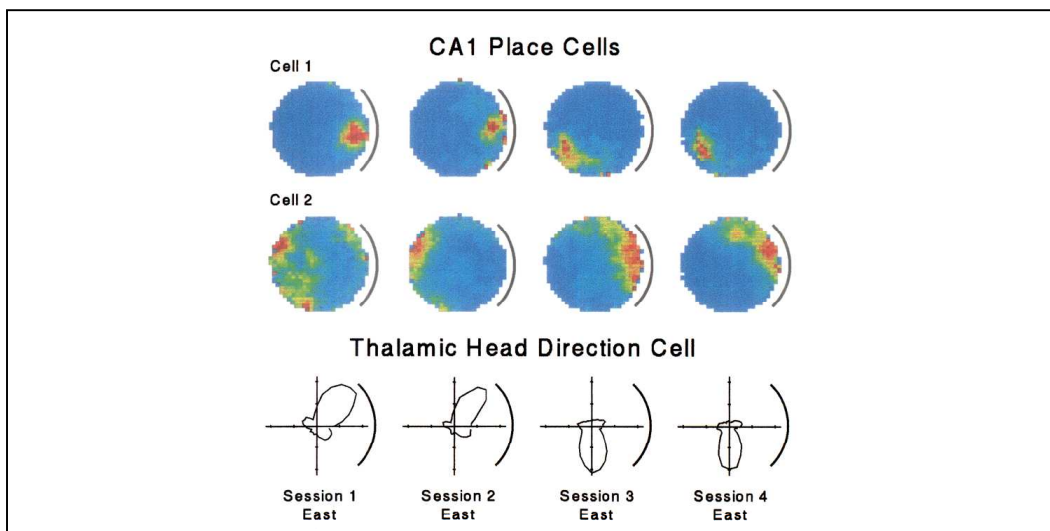 CA1 Place Cells
Cell 1
Cell 2
Thalamic Head Direction Cell
Session 1 Session 2 Session 3 Session 4
East East East East